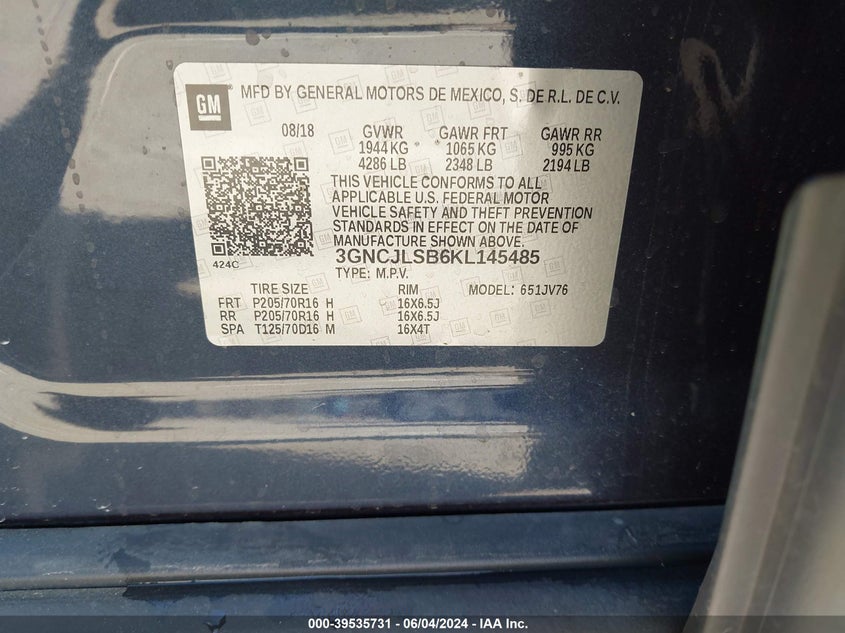 GM
MFD BY GENERAL MOTORS DE MEXICO, S. DE R.L. DE C.V.
08/18 GVWR GAWR FRT GAWR RR
1944 KG 1065 KG 995 KG
4286 LB 2348 LB 2194 LB
THIS VEHICLE CONFORMS TO ALL
APPLICABLE U.S. FEDERAL MOTOR
VEHICLE SAFETY AND THEFT PREVENTION
STANDARDS IN EFFECT ON THE DATE OF
MANUFACTURE SHOWN ABOVE.
424C
3GNCJLSB6KL145485
TYPE: M.P.V.
TIRE SIZE RIM MODEL: 651JV76
FRT P205/70R16 H 16X6.5J
RR P205/70R16 H 16X6.5J
SPA T125/70D16 M 16X4T
000-39535731 - 06/04/2024 - IAA Inc.